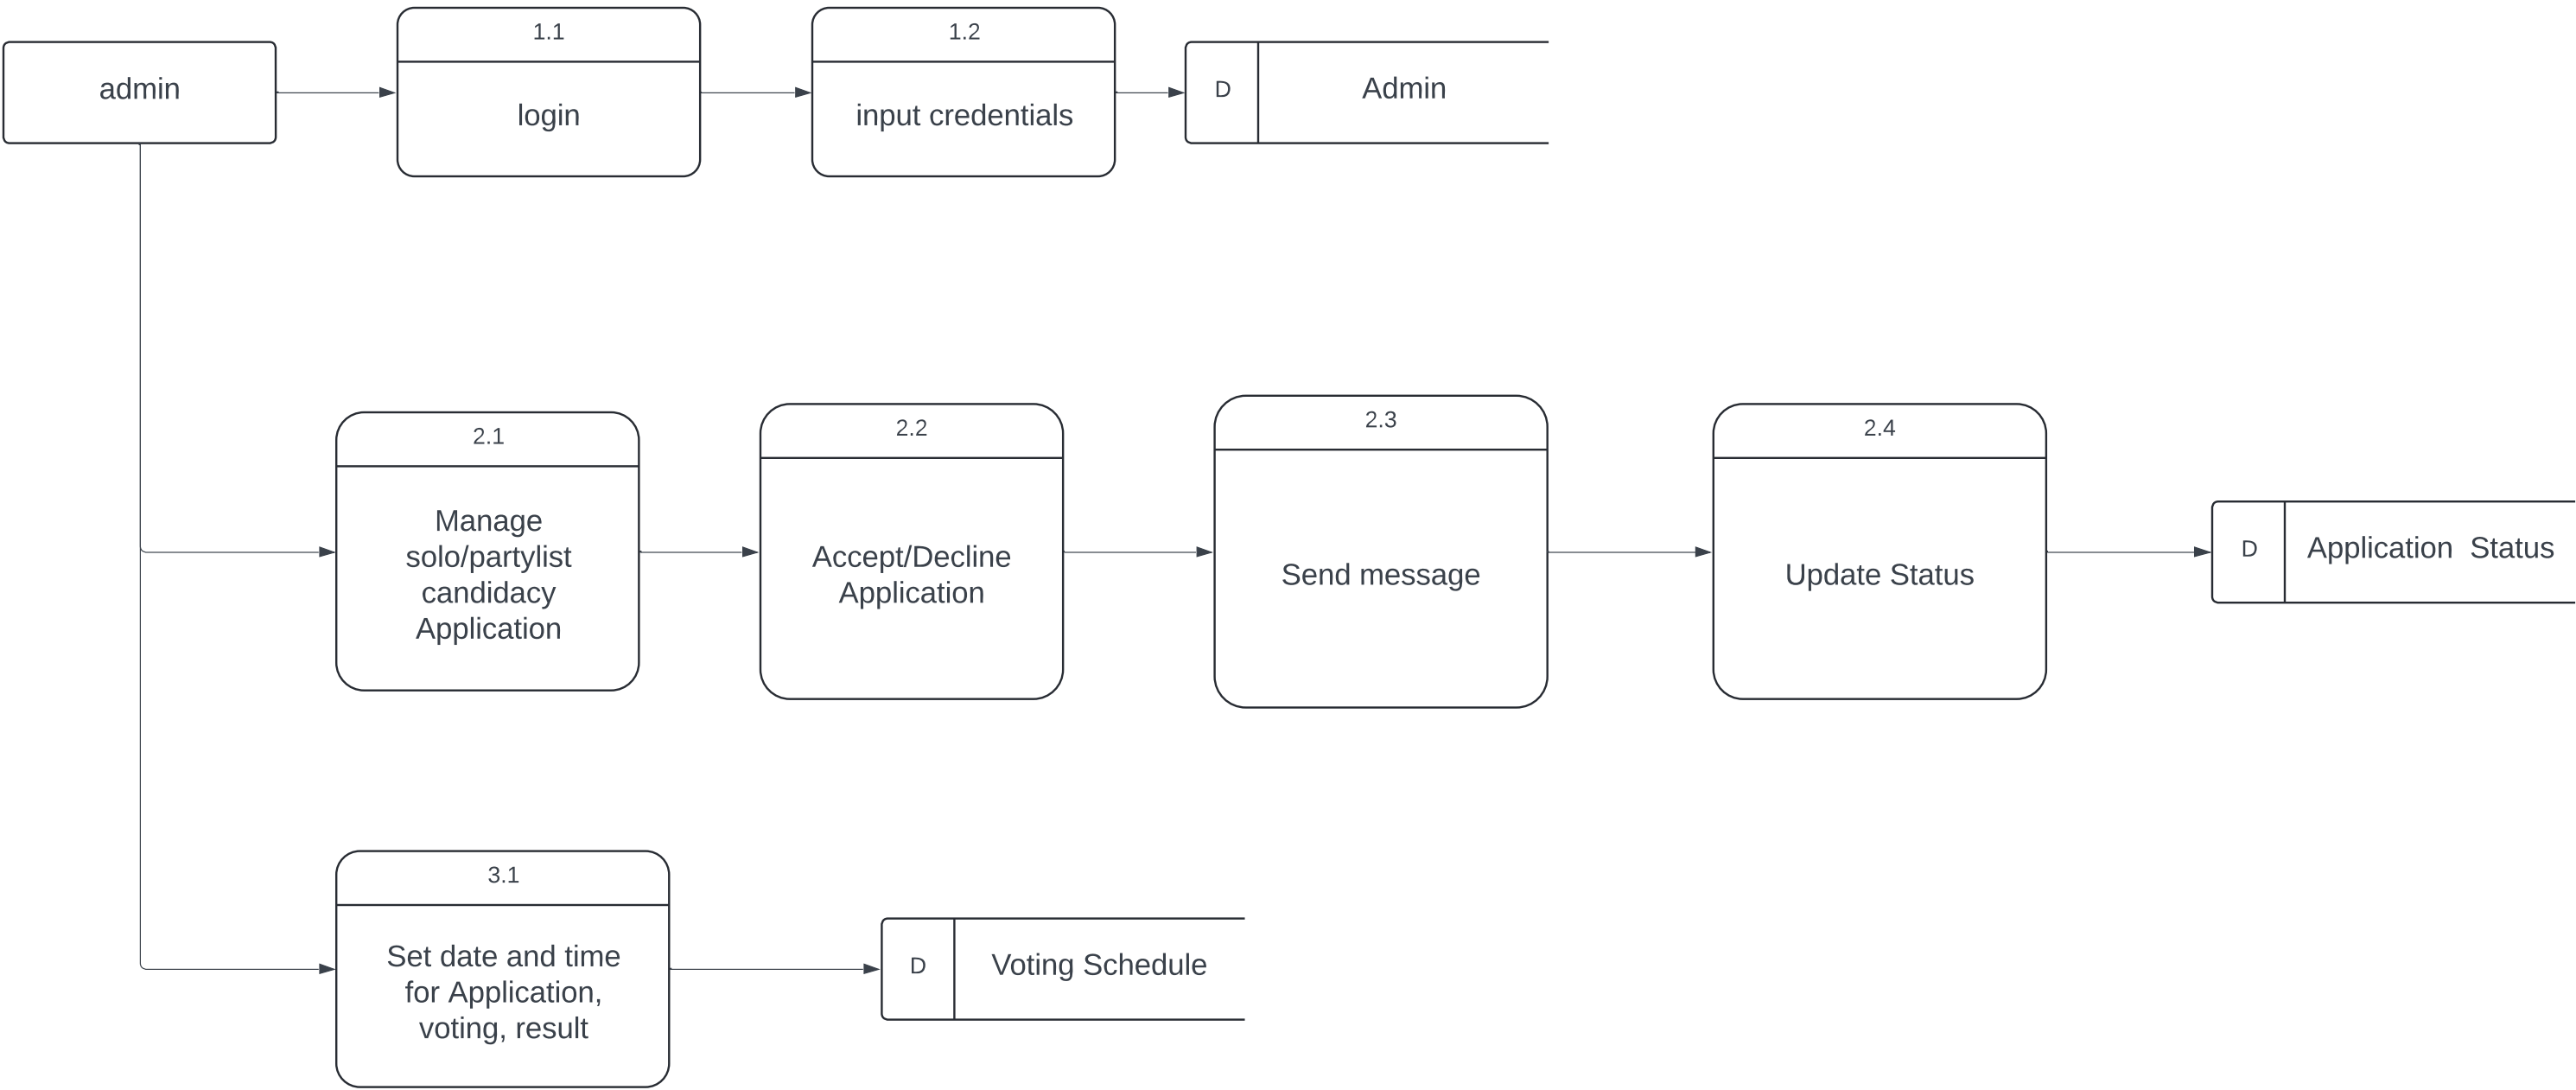 admin
1.1
login
1.2
input credentials
D
Admin
2.1
Manage
solo/partylist
candidacy
Application
2.2
Accept/Decline
Application
2.3
Send message
2.4
Update Status
D
Application  Status
3.1
Set date and time
for Application,
voting, result
D
Voting Schedule